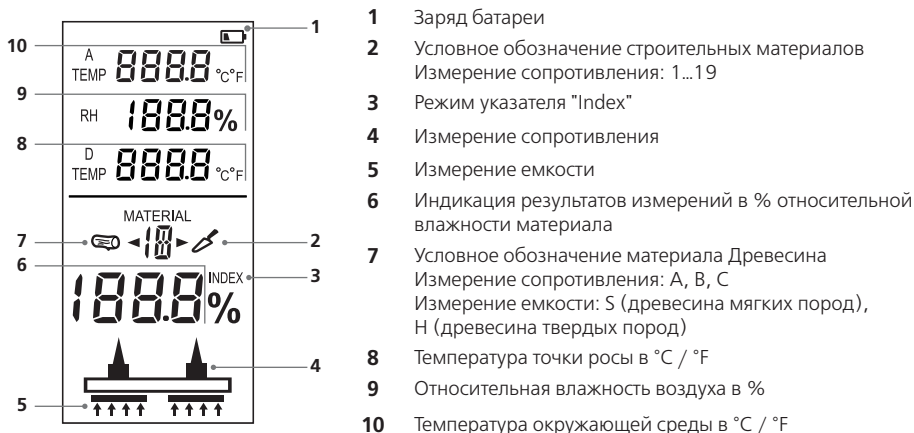 1
10
A
TEMP 188.8 °C°F
9
RH 188.8%
8
D
TEMP 188.8 °C°F
MATERIAL
7
18
2
6
INDEX
3
188.8%
4
5
1 Заряд батареи
2 Условное обозначение строительных материалов
Измерение сопротивления: 1...19
3 Режим указателя "Index"
4 Измерение сопротивления
5 Измерение емкости
6 Индикация результатов измерений в % относительной
влажности материала
7 Условное обозначение материала Древесина
Измерение сопротивления: A, B, C
Измерение емкости: S (древесина мягких пород),
H (древесина твердых пород)
8 Температура точки росы в °C / °F
9 Относительная влажность воздуха в %
10 Температура окружающей среды в °C / °F